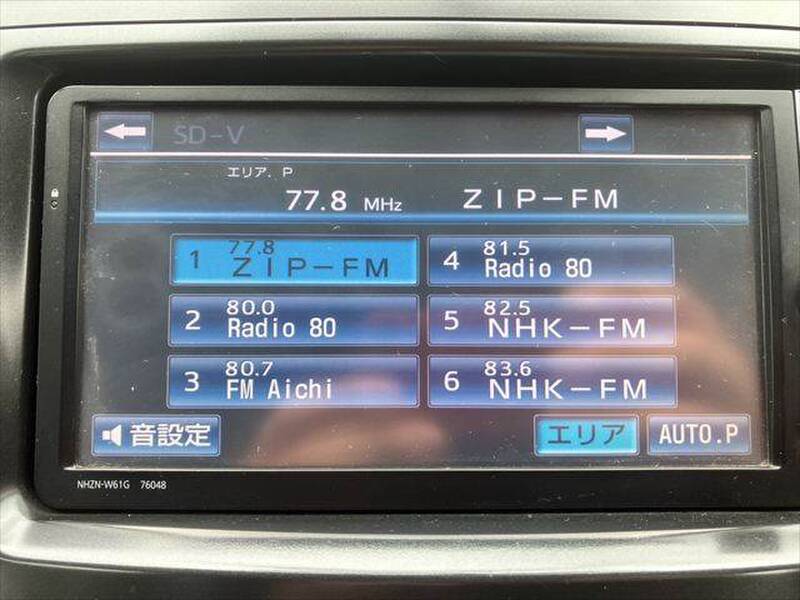 SD-V
エリア. P
77.8 MHz ZIP-FM
1 77.8 ZIP-FM
4 81.5 Radio 80
2 80.0 Radio 80
5 82.5 NHK-FM
3 80.7 FM Aichi
6 83.6 NHK-FM
音設定 エリア AUTO.P
NHZN-W61G 76048